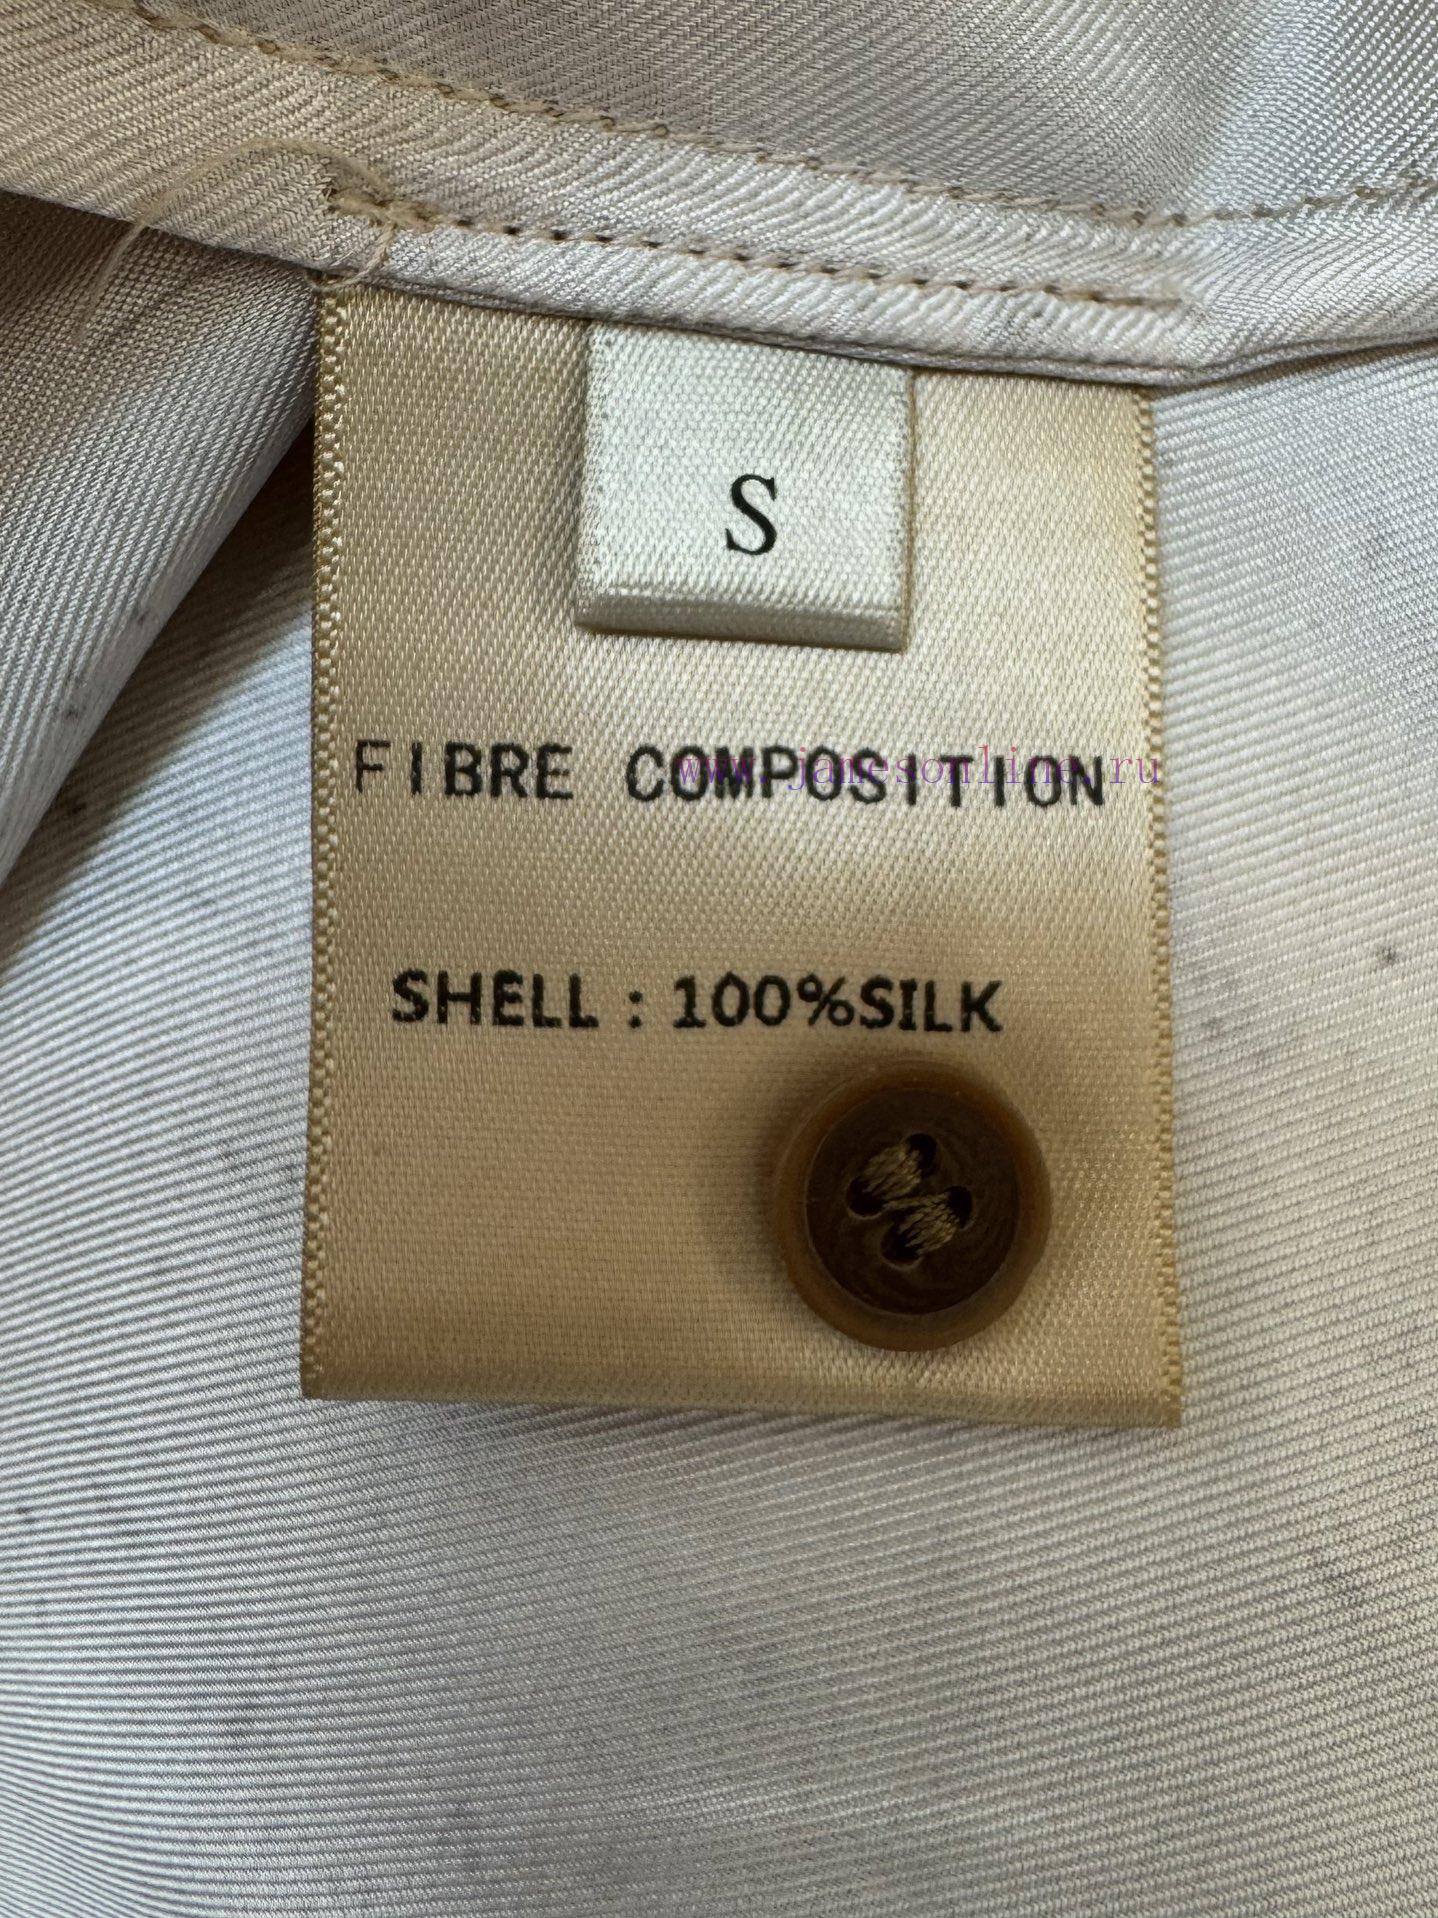 S
FIBRE COMPOSITION
www.jamesonline.ru
SHELL : 100%SILK